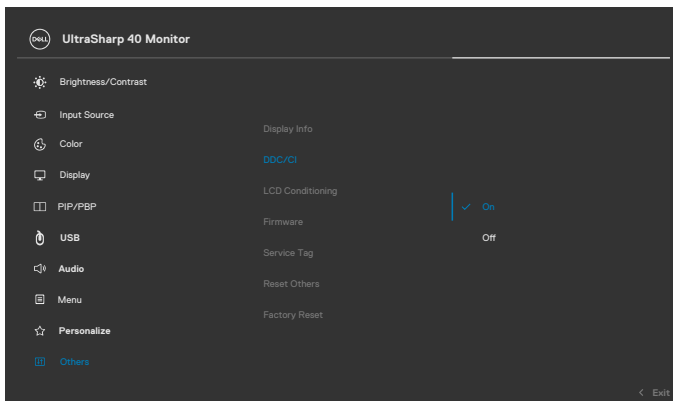 DELL
UltraSharp 40 Monitor
Brightness/Contrast
Input Source
Color
Display
PIP/PBP
USB
Audio
Menu
Personalize
Others
Display Info
DDC/CI
LCD Conditioning
Firmware
Service Tag
Reset Others
Factory Reset
On
Off
Exit